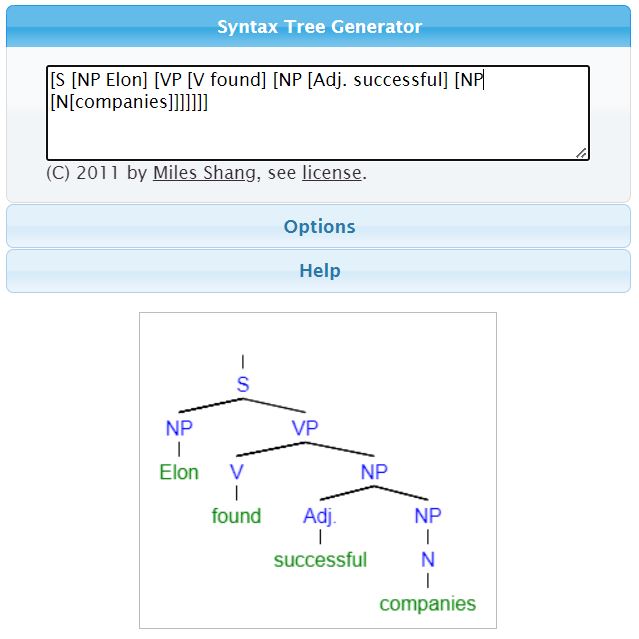 Syntax Tree Generator
[S [NP Elon] [VP [V found] [NP [Adj. successful] [NP
[N[companies]]]]]]]
(C) 2011 by Miles Shang, see license.
Options
Help
S
NP VP
Elon V NP
found Adj. NP
successful N
companies